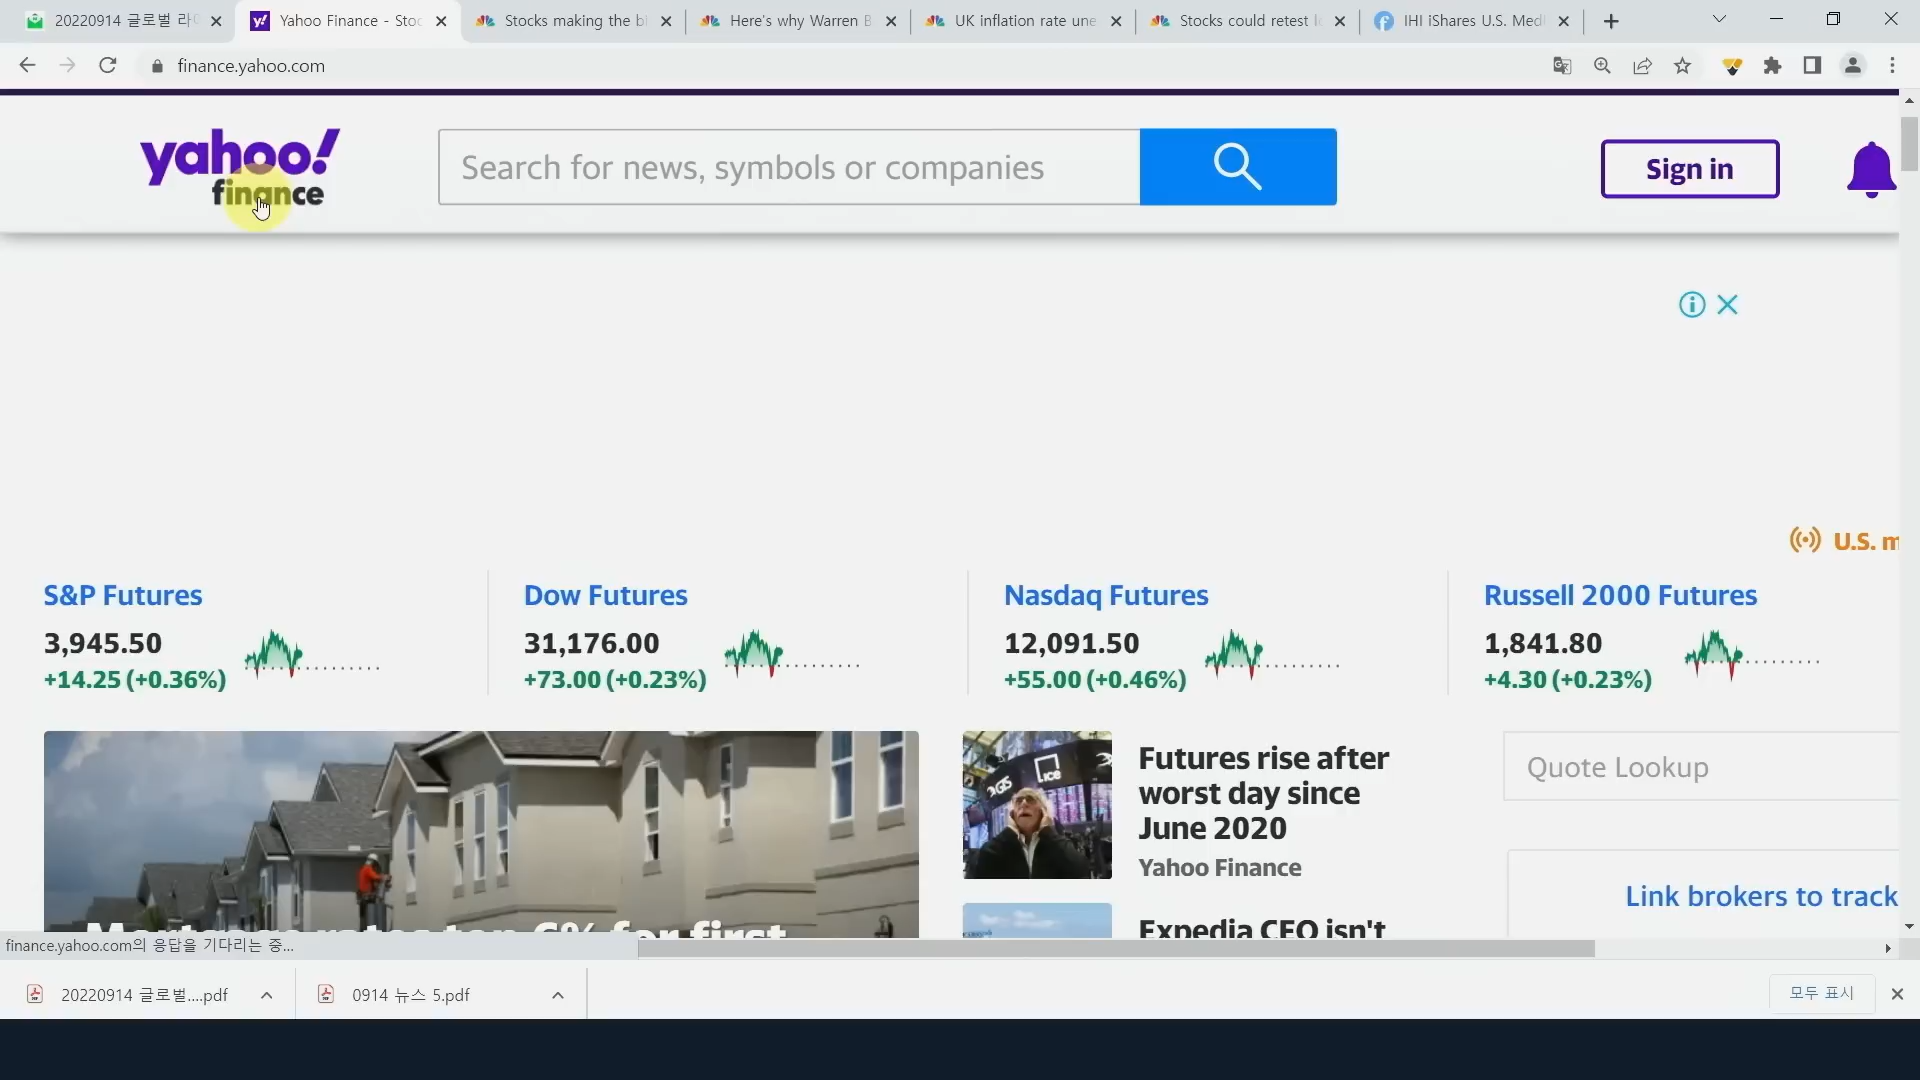 20220914 글로벌 라
Yahoo Finance - Stoc
Stocks making the b
Here's why Warren B
UK inflation rate une
Stocks could retest l
IHI iShares U.S. Med
finance.yahoo.com
yahoo!
finance
Search for news, symbols or companies
Sign in
U.S. m
S&P Futures
3,945.50
+14.25 (+0.36%)
Dow Futures
31,176.00
+73.00 (+0.23%)
Nasdaq Futures
12,091.50
+55.00 (+0.46%)
Russell 2000 Futures
1,841.80
+4.30 (+0.23%)
Mortgage rates top 6% for first
Futures rise after
worst day since
June 2020
Yahoo Finance
Expedia CEO isn't
Quote Lookup
Link brokers to track
finance.yahoo.com의 응답을 기다리는 중...
20220914 글로벌....pdf
0914 뉴스 5.pdf
모두 표시